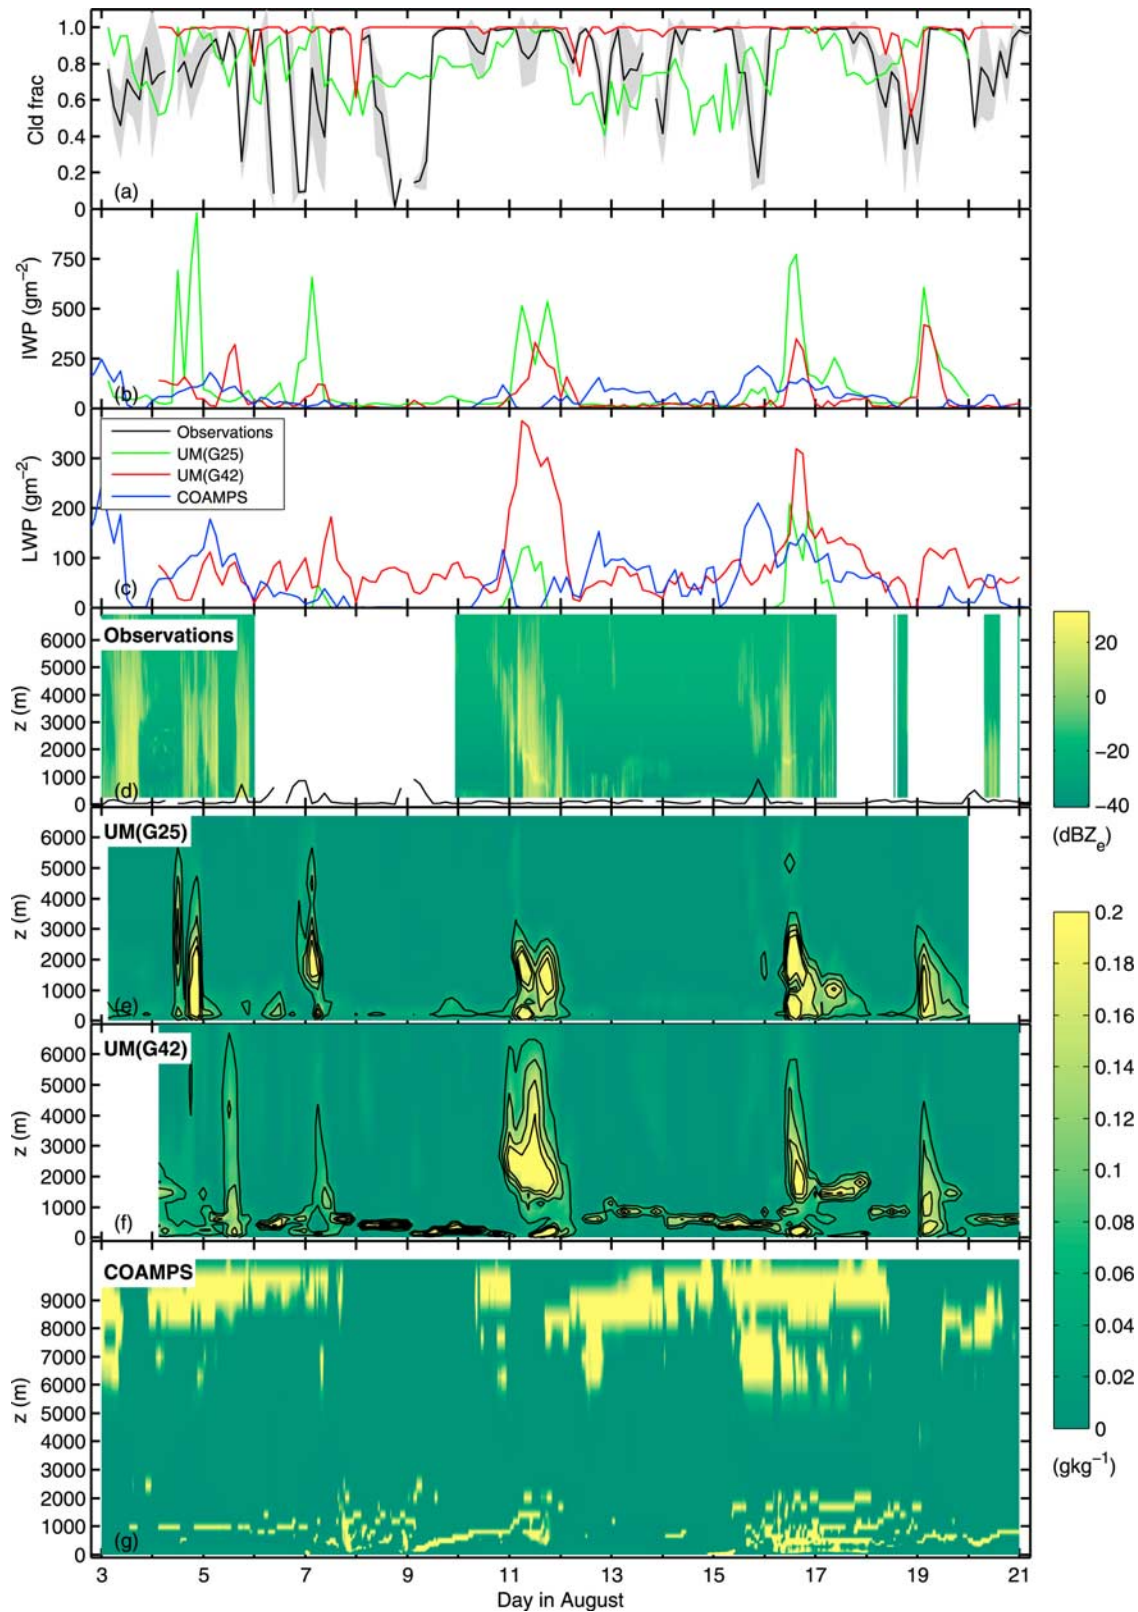 1.0
0.8
0.6
0.4
0.2
0
Cld frac
(a)
750
500
250
0
IWP (gm⁻²)
(b)
300
200
100
0
LWP (gm⁻²)
(c)
Observations
UM(G25)
UM(G42)
COAMPS
Observations
6000
5000
4000
3000
2000
1000
0
z (m)
(d)
20
0
−20
−40
(dBZₑ)
UM(G25)
6000
5000
4000
3000
2000
1000
0
z (m)
(e)
UM(G42)
6000
5000
4000
3000
2000
1000
0
z (m)
(f)
0.2
0.18
0.16
0.14
0.12
0.1
0.08
0.06
0.04
0.02
0
(gkg⁻¹)
COAMPS
9000
8000
7000
6000
5000
4000
3000
2000
1000
0
z (m)
(g)
3 5 7 9 11 13 15 17 19 21
Day in August